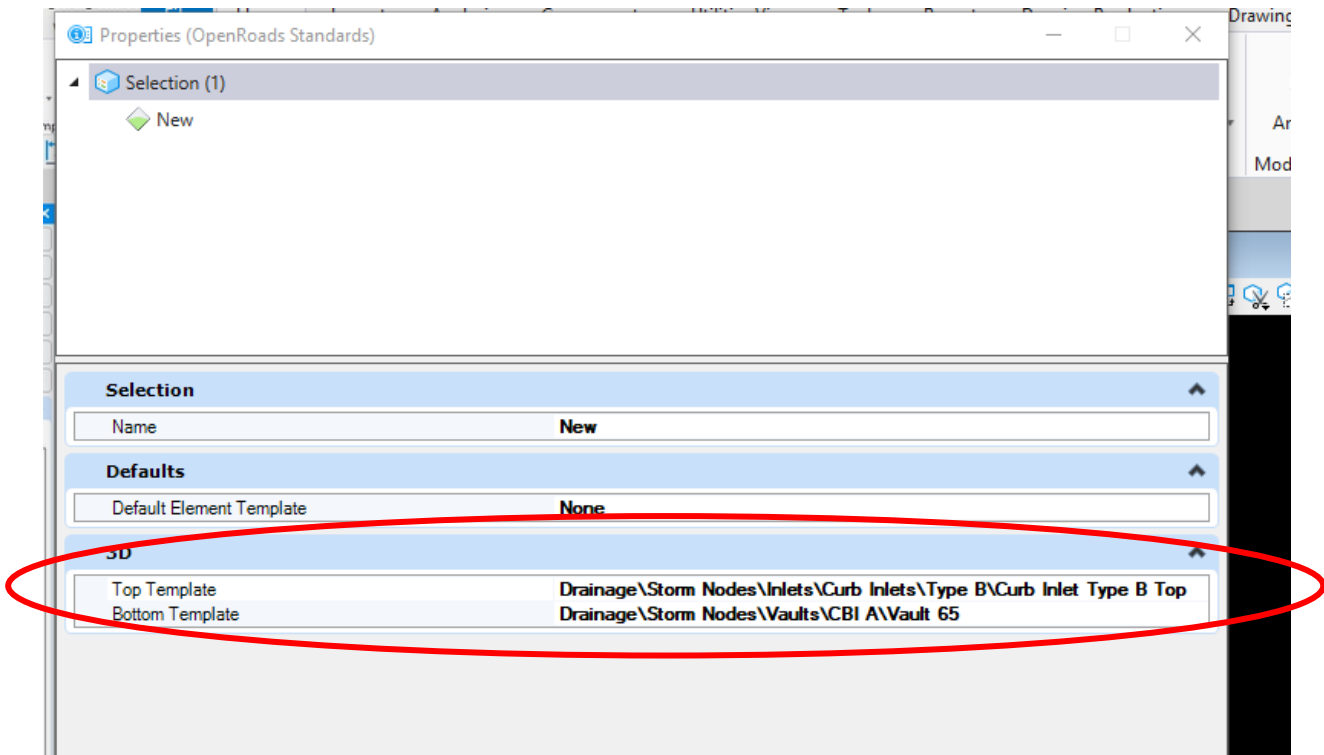 Drawing
Properties (OpenRoads Standards)
Selection (1)
New
Selection
Name New
Defaults
Default Element Template None
3D
Top Template Drainage\Storm Nodes\Inlets\Curb Inlets\Type B\Curb Inlet Type B Top
Bottom Template Drainage\Storm Nodes\Vaults\CBI A\Vault 65
Ar
Mod